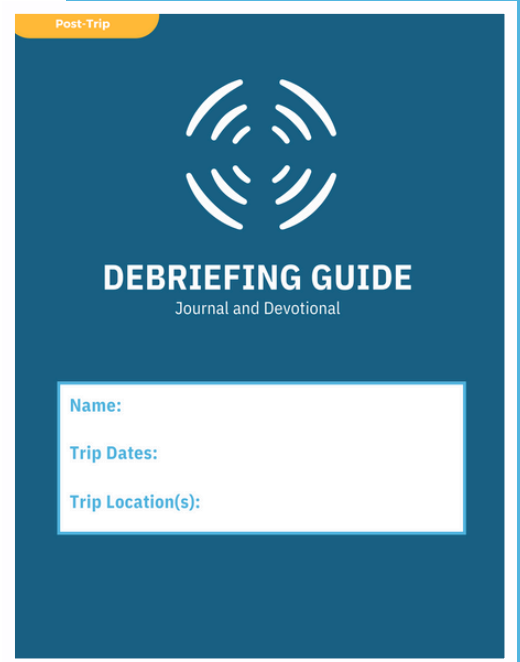 Post-Trip
DEBRIEFING GUIDE
Journal and Devotional
Name:
Trip Dates:
Trip Location(s):